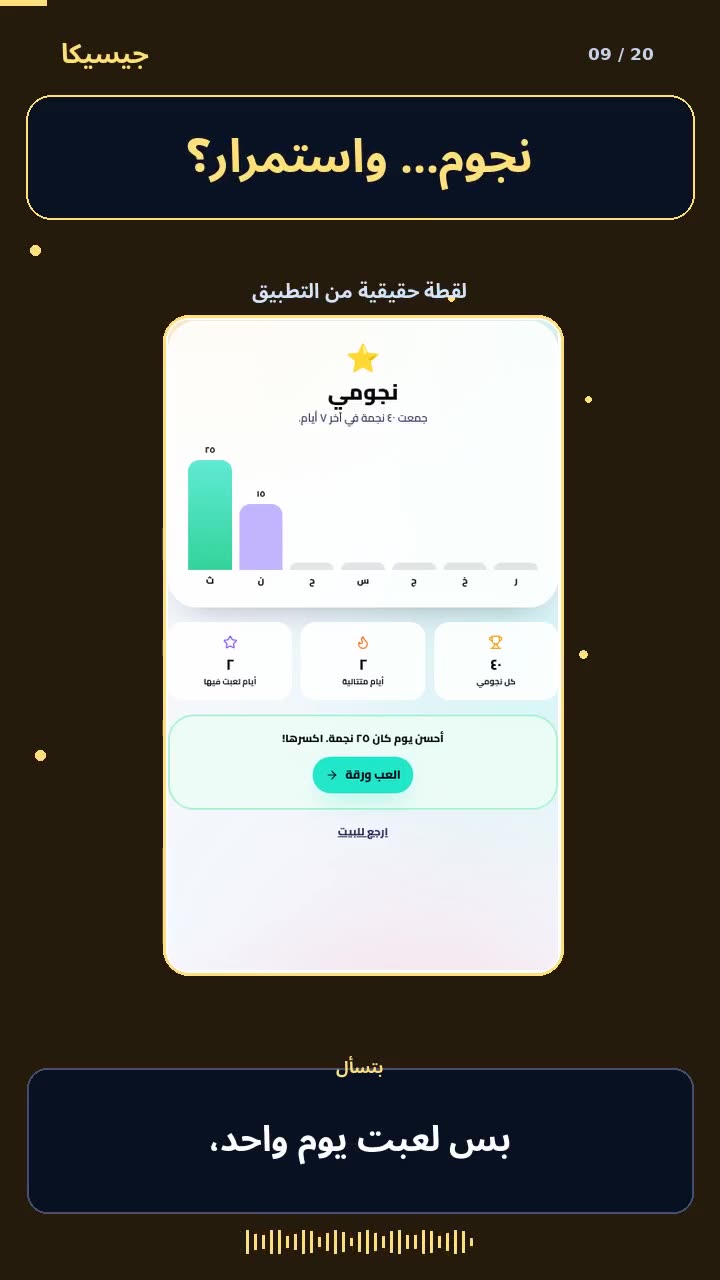 جيسيكا
09 / 20
نجوم... واستمرار؟
لقطة حقيقية من التطبيق
نجومي
جمعت ٤٠ نجمة في آخر ٧ أيام.
٢٥
١٥
ر
خ
ج
س
ح
ن
ث
٤٠
كل نجومي
٢
أيام متتالية
٢
أيام لعبت فيها
أحسن يوم كان ٢٥ نجمة. اكسرها!
العب ورقة
ارجع للبيت
بتسأل
بس لعبت يوم واحد،